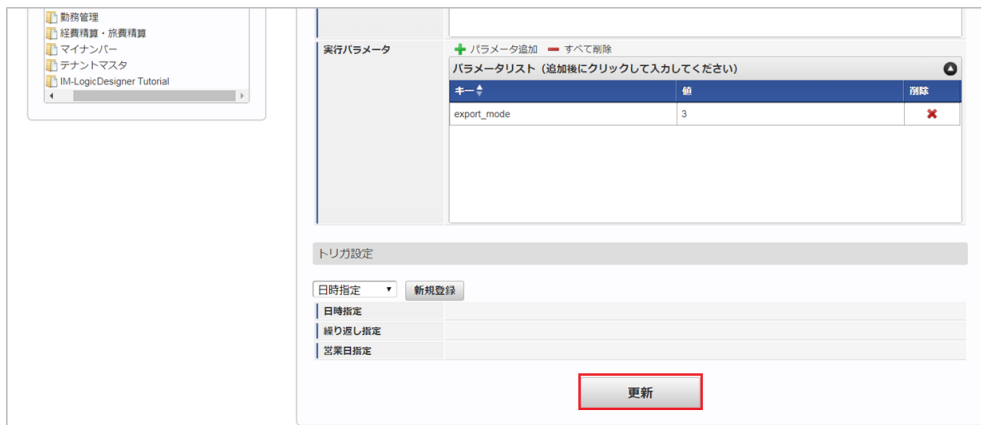 勤務管理
経費精算・旅費精算
マイナンバー
テナントマスタ
IM-LogicDesigner Tutorial
実行パラメータ
パラメータ追加 すべて削除
パラメータリスト（追加後にクリックして入力してください）
キー 値 削除
export_mode 3
トリガ設定
日時指定 新規登録
日時指定
繰り返し指定
営業日指定
更新